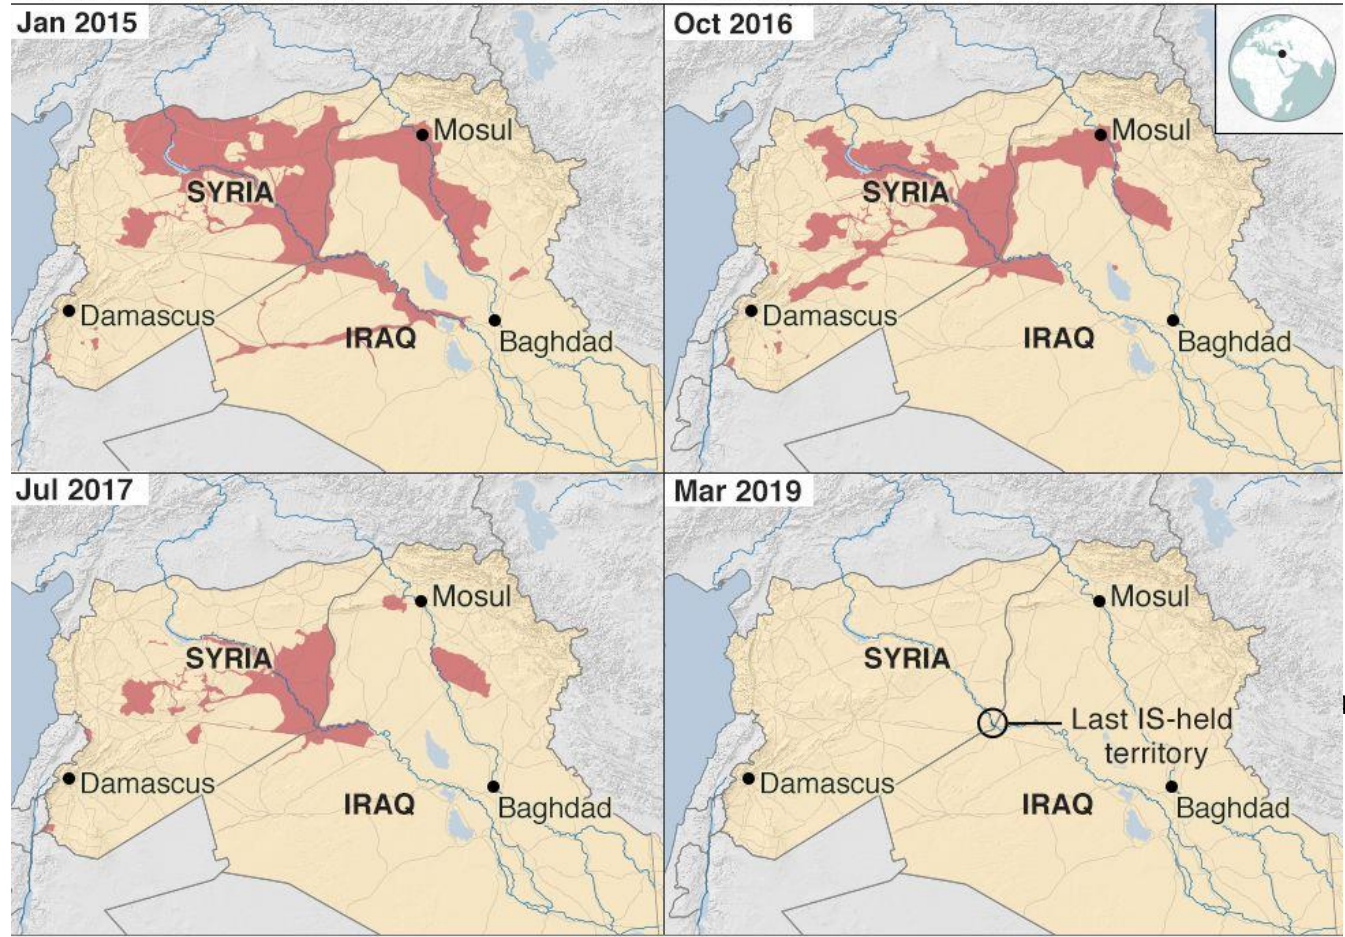 Jan 2015
Mosul
SYRIA
Damascus
IRAQ
Baghdad
Oct 2016
Mosul
SYRIA
Damascus
IRAQ
Baghdad
Jul 2017
Mosul
SYRIA
Damascus
IRAQ
Baghdad
Mar 2019
Mosul
SYRIA
Last IS-held
territory
Damascus
IRAQ
Baghdad